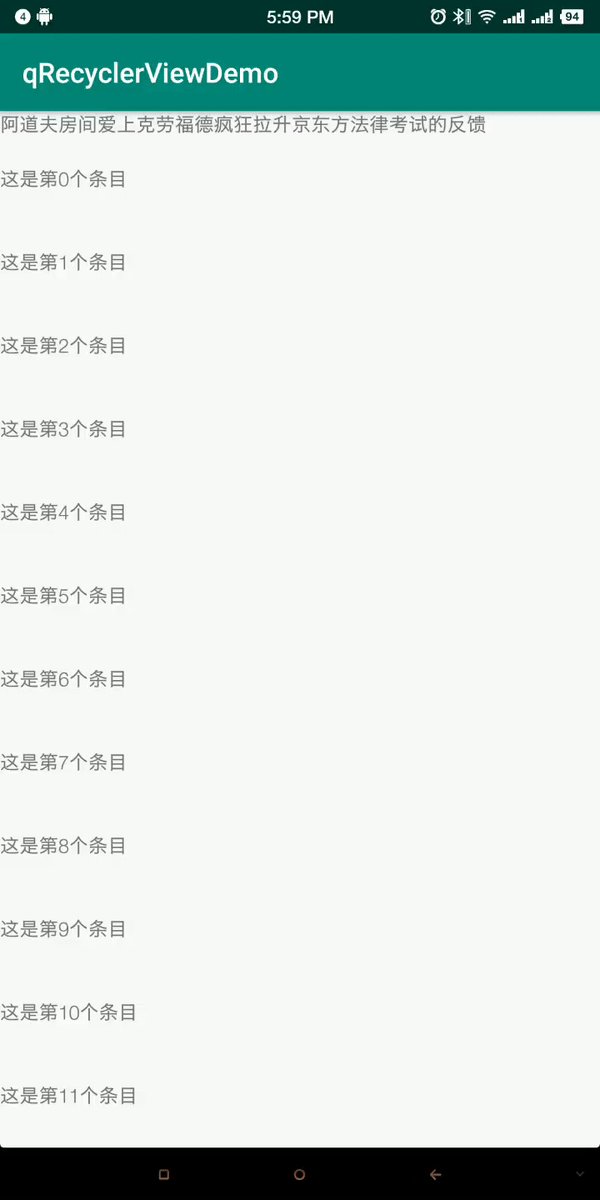 4
5:59 PM
94
qRecyclerViewDemo
阿道夫房间爱上克劳福德疯狂拉升京东方法律考试的反馈
这是第0个条目
这是第1个条目
这是第2个条目
这是第3个条目
这是第4个条目
这是第5个条目
这是第6个条目
这是第7个条目
这是第8个条目
这是第9个条目
这是第10个条目
这是第11个条目